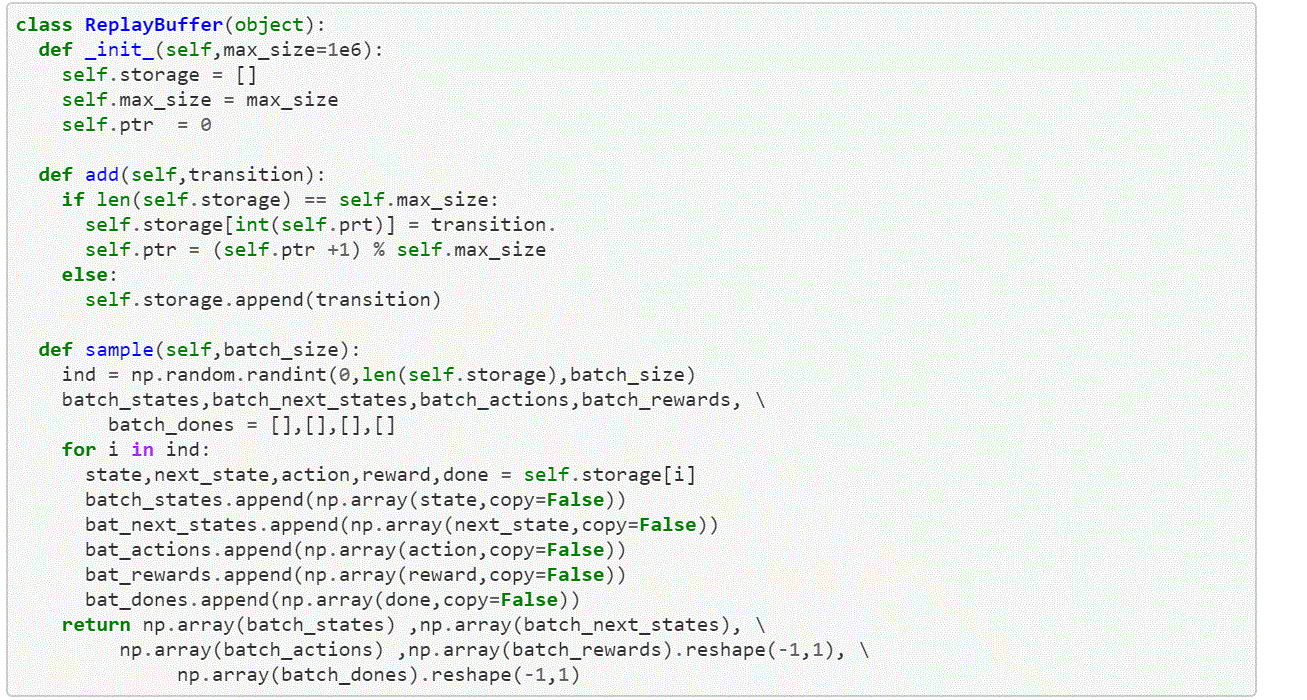 class ReplayBuffer(object):
  def _init_(self,max_size=1e6):
    self.storage = []
    self.max_size = max_size
    self.ptr  = 0

  def add(self,transition):
    if len(self.storage) == self.max_size:
      self.storage[int(self.prt)] = transition.
      self.ptr = (self.ptr +1) % self.max_size
    else:
      self.storage.append(transition)

  def sample(self,batch_size):
    ind = np.random.randint(0,len(self.storage),batch_size)
    batch_states,batch_next_states,batch_actions,batch_rewards, \
        batch_dones = [],[],[],[]
    for i in ind:
      state,next_state,action,reward,done = self.storage[i]
      batch_states.append(np.array(state,copy=False))
      bat_next_states.append(np.array(next_state,copy=False))
      bat_actions.append(np.array(action,copy=False))
      bat_rewards.append(np.array(reward,copy=False))
      bat_dones.append(np.array(done,copy=False))
    return np.array(batch_states) ,np.array(batch_next_states), \
         np.array(batch_actions) ,np.array(batch_rewards).reshape(-1,1), \
              np.array(batch_dones).reshape(-1,1)